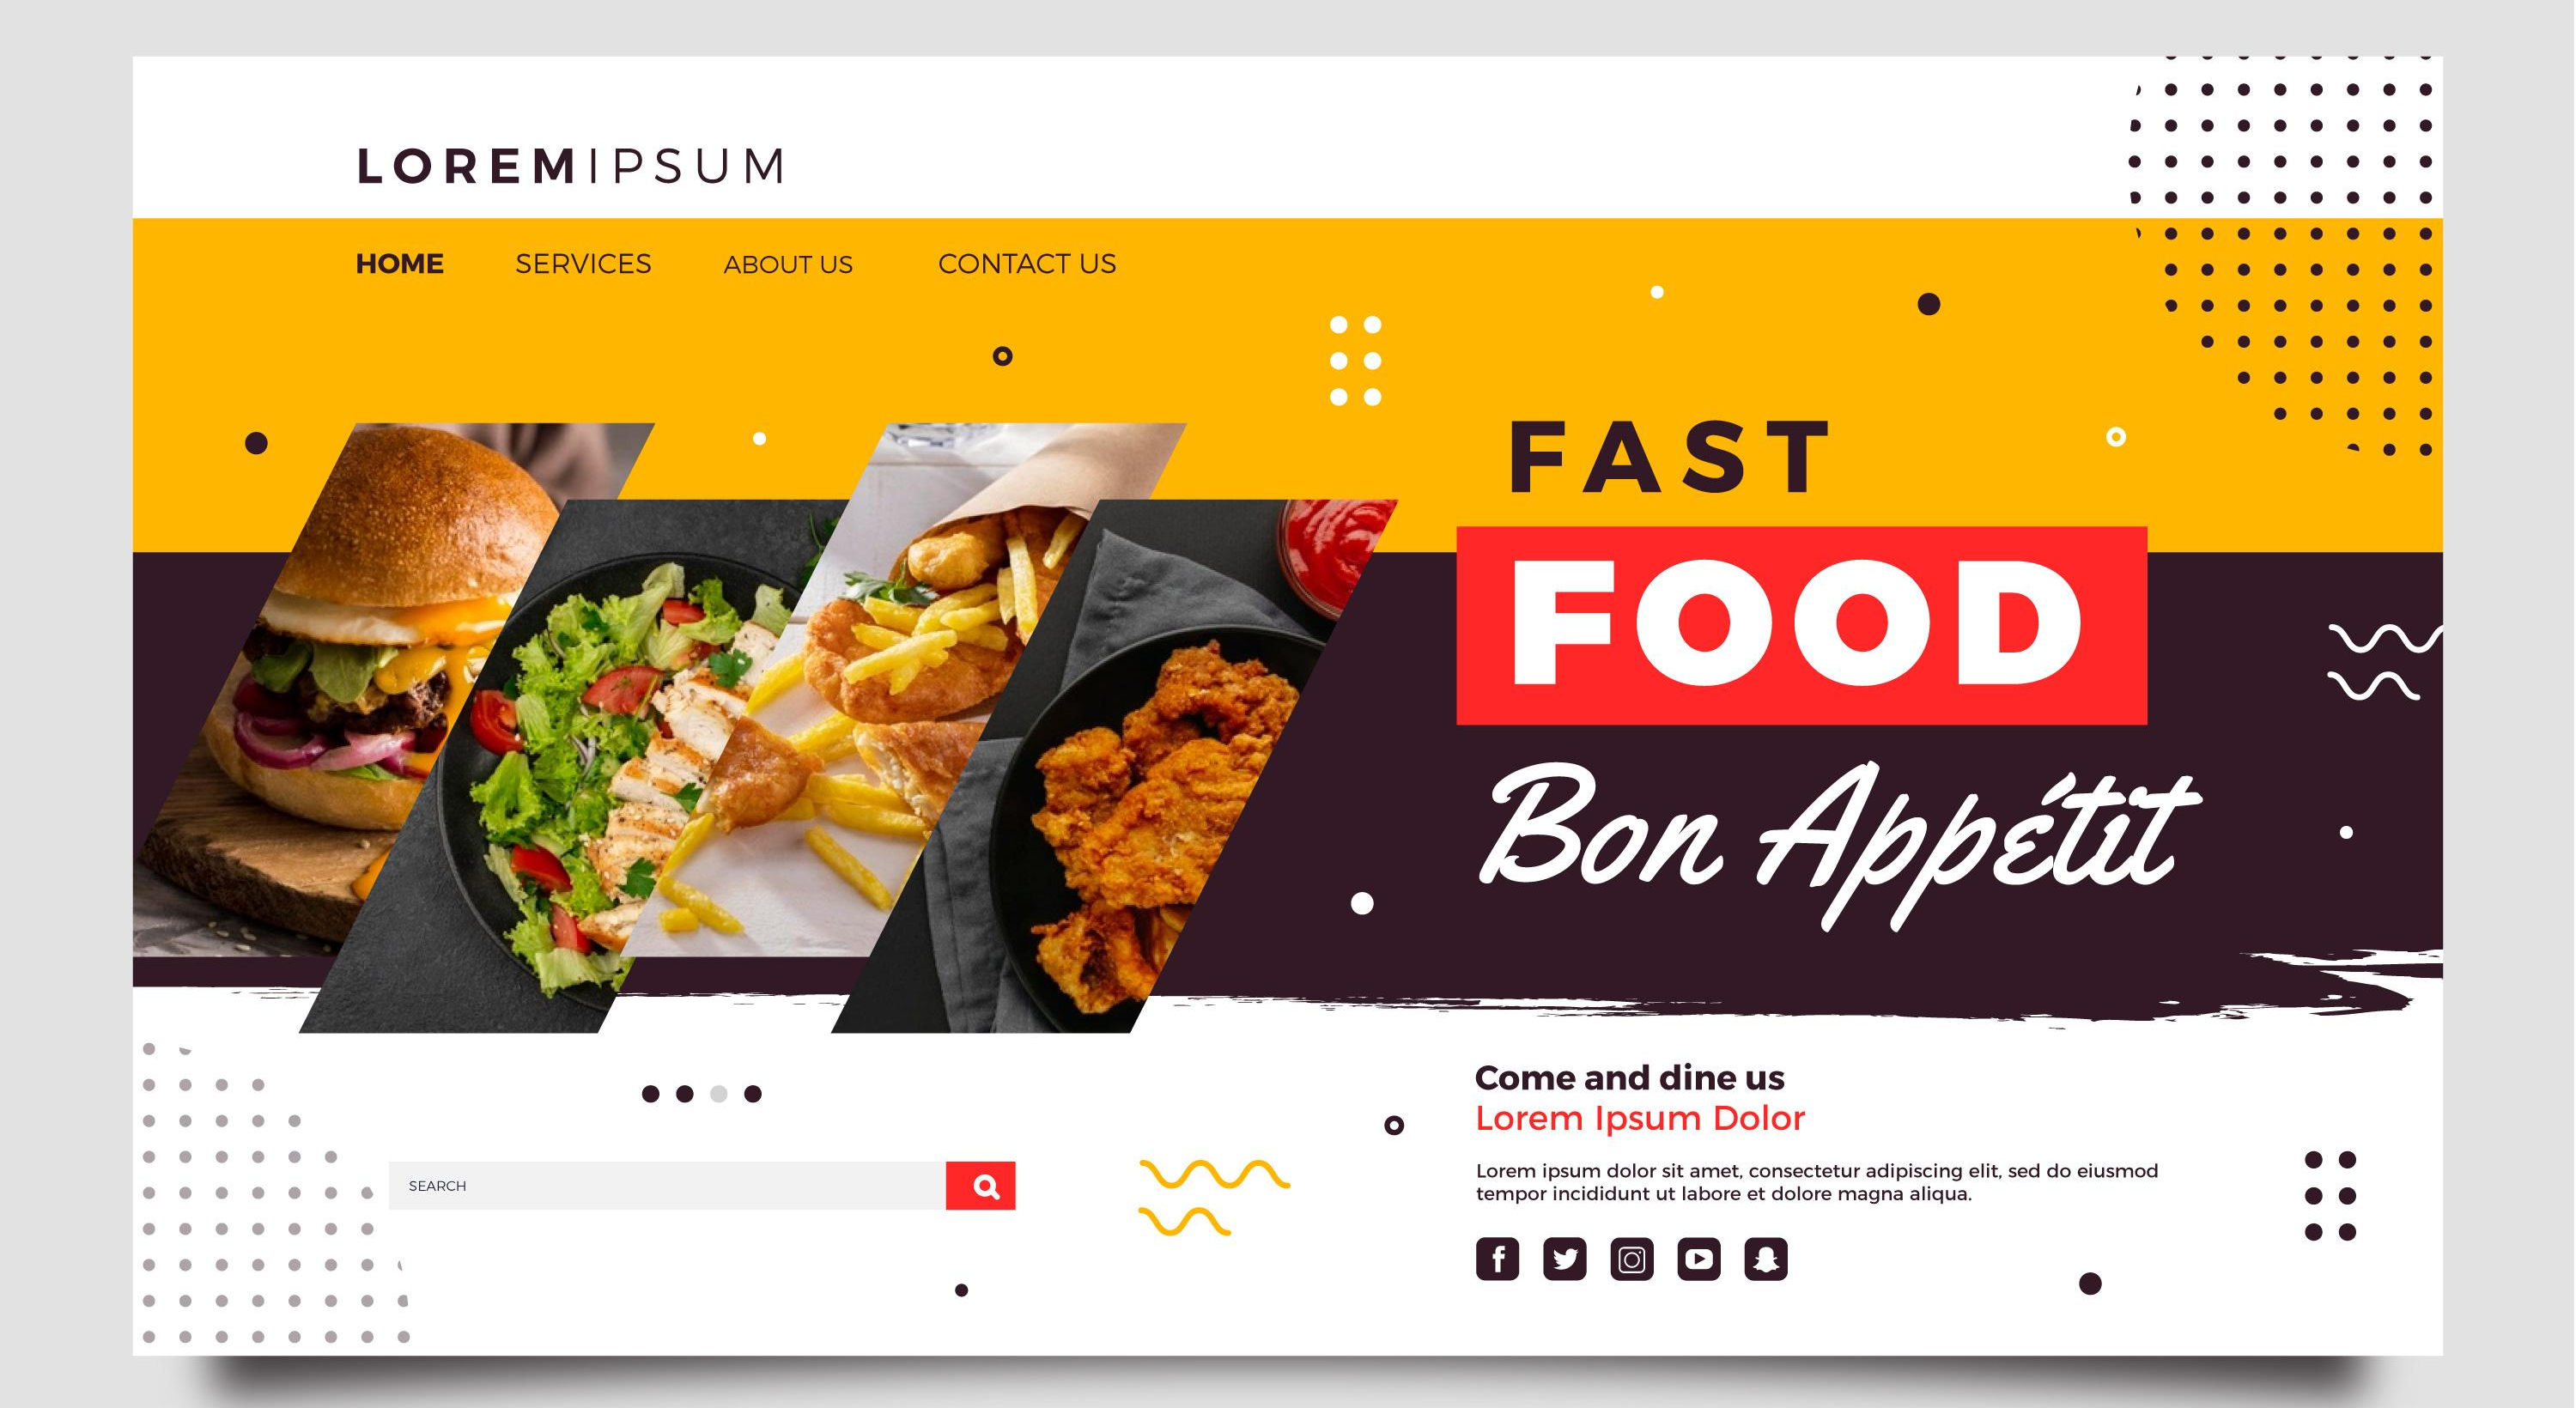 LOREMIPSUM
HOME SERVICES ABOUT US CONTACT US
FAST
FOOD
Bon Appétit
Come and dine us
Lorem Ipsum Dolor
Lorem ipsum dolor sit amet, consectetur adipiscing elit, sed do eiusmod
tempor incididunt ut labore et dolore magna aliqua.
SEARCH